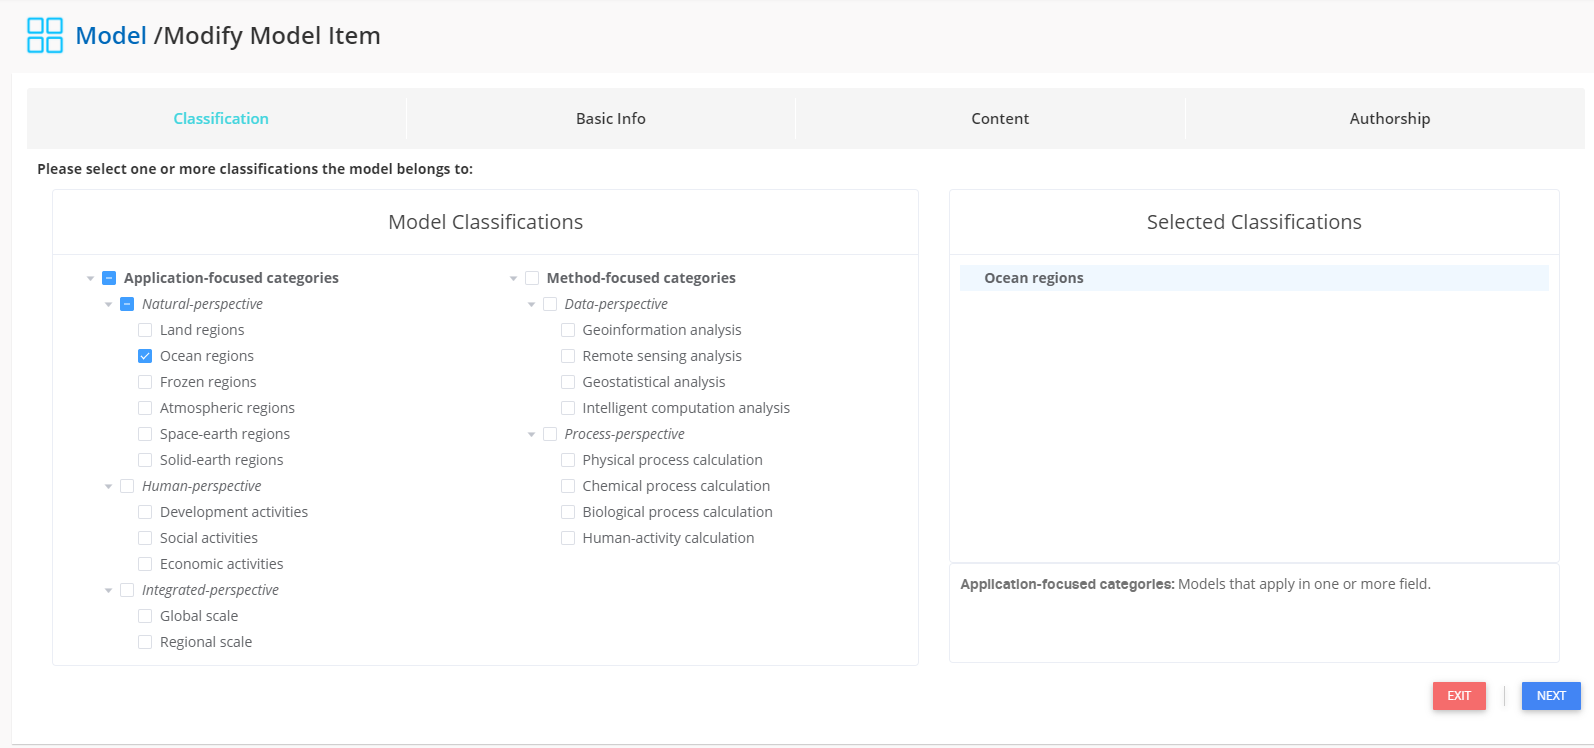 Model /Modify Model Item
Classification
Basic Info
Content
Authorship
Please select one or more classifications the model belongs to:
Model Classifications
Application-focused categories
Natural-perspective
Land regions
Ocean regions
Frozen regions
Atmospheric regions
Space-earth regions
Solid-earth regions
Human-perspective
Development activities
Social activities
Economic activities
Integrated-perspective
Global scale
Regional scale
Method-focused categories
Data-perspective
Geoinformation analysis
Remote sensing analysis
Geostatistical analysis
Intelligent computation analysis
Process-perspective
Physical process calculation
Chemical process calculation
Biological process calculation
Human-activity calculation
Selected Classifications
Ocean regions
Application-focused categories: Models that apply in one or more field.
EXIT
NEXT